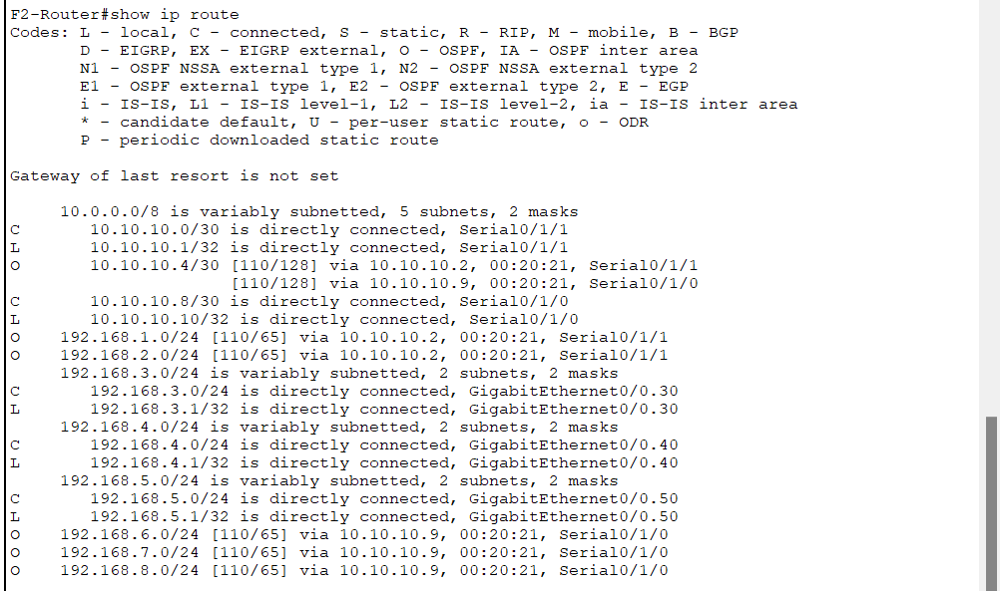 F2-Router#show ip route
Codes: L - local, C - connected, S - static, R - RIP, M - mobile, B - BGP
       D - EIGRP, EX - EIGRP external, O - OSPF, IA - OSPF inter area
       N1 - OSPF NSSA external type 1, N2 - OSPF NSSA external type 2
       E1 - OSPF external type 1, E2 - OSPF external type 2, E - EGP
       i - IS-IS, L1 - IS-IS level-1, L2 - IS-IS level-2, ia - IS-IS inter area
       * - candidate default, U - per-user static route, o - ODR
       P - periodic downloaded static route

Gateway of last resort is not set

     10.0.0.0/8 is variably subnetted, 5 subnets, 2 masks
C       10.10.10.0/30 is directly connected, Serial0/1/1
L       10.10.10.1/32 is directly connected, Serial0/1/1
O       10.10.10.4/30 [110/128] via 10.10.10.2, 00:20:21, Serial0/1/1
                      [110/128] via 10.10.10.9, 00:20:21, Serial0/1/0
C       10.10.10.8/30 is directly connected, Serial0/1/0
L       10.10.10.10/32 is directly connected, Serial0/1/0
O    192.168.1.0/24 [110/65] via 10.10.10.2, 00:20:21, Serial0/1/1
O    192.168.2.0/24 [110/65] via 10.10.10.2, 00:20:21, Serial0/1/1
     192.168.3.0/24 is variably subnetted, 2 subnets, 2 masks
C       192.168.3.0/24 is directly connected, GigabitEthernet0/0.30
L       192.168.3.1/32 is directly connected, GigabitEthernet0/0.30
     192.168.4.0/24 is variably subnetted, 2 subnets, 2 masks
C       192.168.4.0/24 is directly connected, GigabitEthernet0/0.40
L       192.168.4.1/32 is directly connected, GigabitEthernet0/0.40
     192.168.5.0/24 is variably subnetted, 2 subnets, 2 masks
C       192.168.5.0/24 is directly connected, GigabitEthernet0/0.50
L       192.168.5.1/32 is directly connected, GigabitEthernet0/0.50
O    192.168.6.0/24 [110/65] via 10.10.10.9, 00:20:21, Serial0/1/0
O    192.168.7.0/24 [110/65] via 10.10.10.9, 00:20:21, Serial0/1/0
O    192.168.8.0/24 [110/65] via 10.10.10.9, 00:20:21, Serial0/1/0